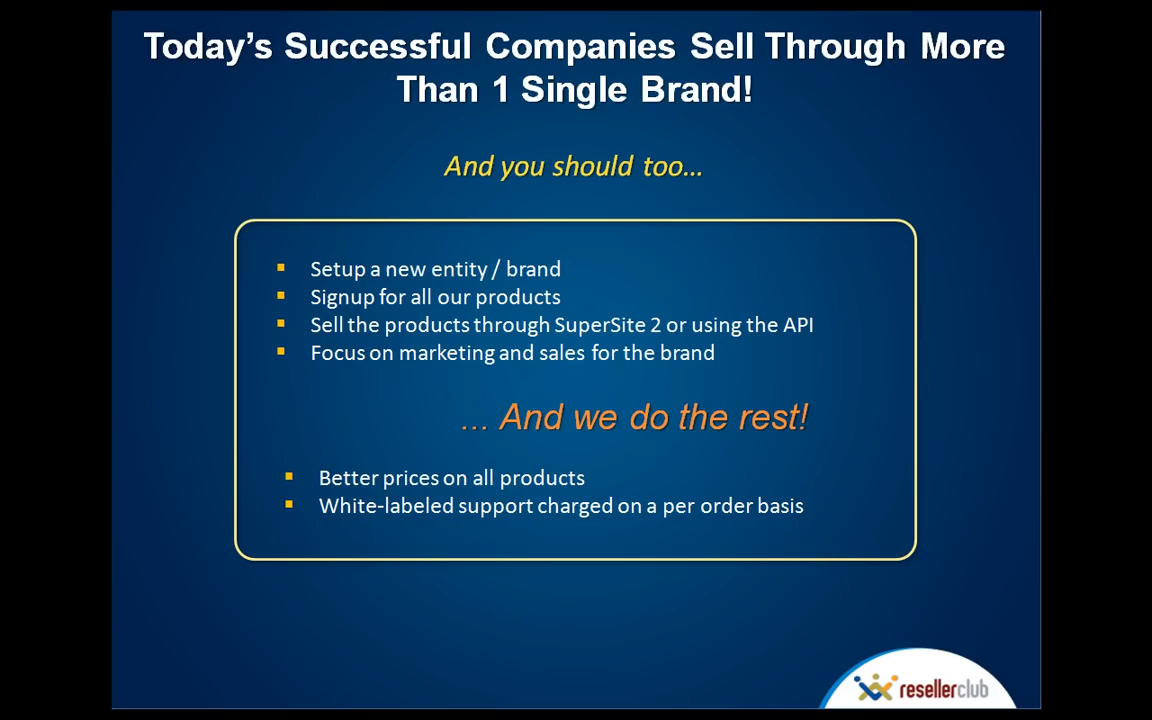 Today’s Successful Companies Sell Through More
Than 1 Single Brand!
And you should too…
▪ Setup a new entity / brand
▪ Signup for all our products
▪ Sell the products through SuperSite 2 or using the API
▪ Focus on marketing and sales for the brand
... And we do the rest!
▪ Better prices on all products
▪ White-labeled support charged on a per order basis
resellerclub